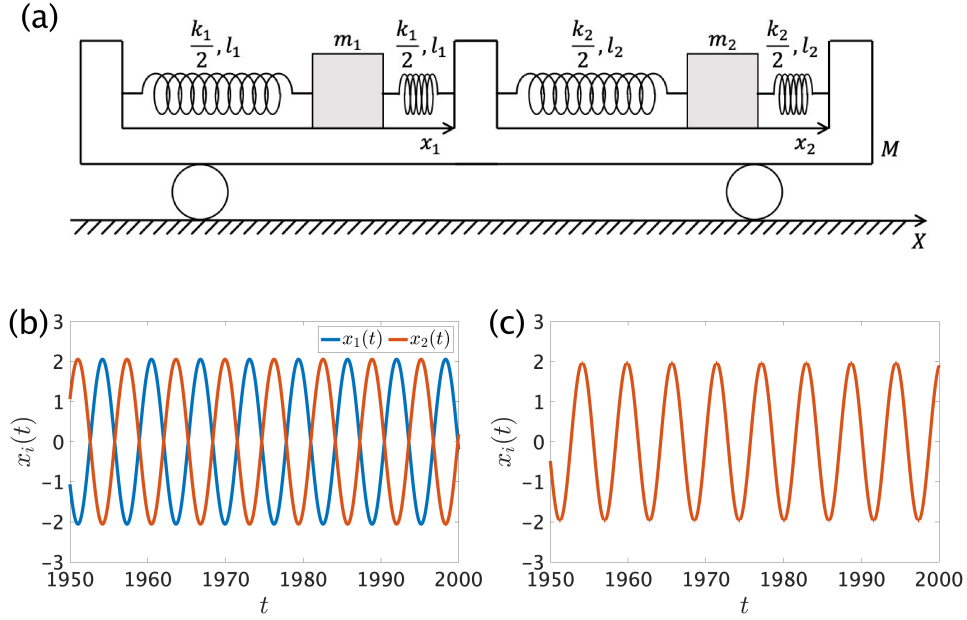 (a)
k₁/2, l₁ m₁ k₁/2, l₁ k₂/2, l₂ m₂ k₂/2, l₂
x₁ x₂
M
X
(b)
x₁(t) x₂(t)
3
2
1
0
−1
−2
−3
xᵢ(t)
1950 1960 1970 1980 1990 2000
t
(c)
3
2
1
0
−1
−2
−3
xᵢ(t)
1950 1960 1970 1980 1990 2000
t